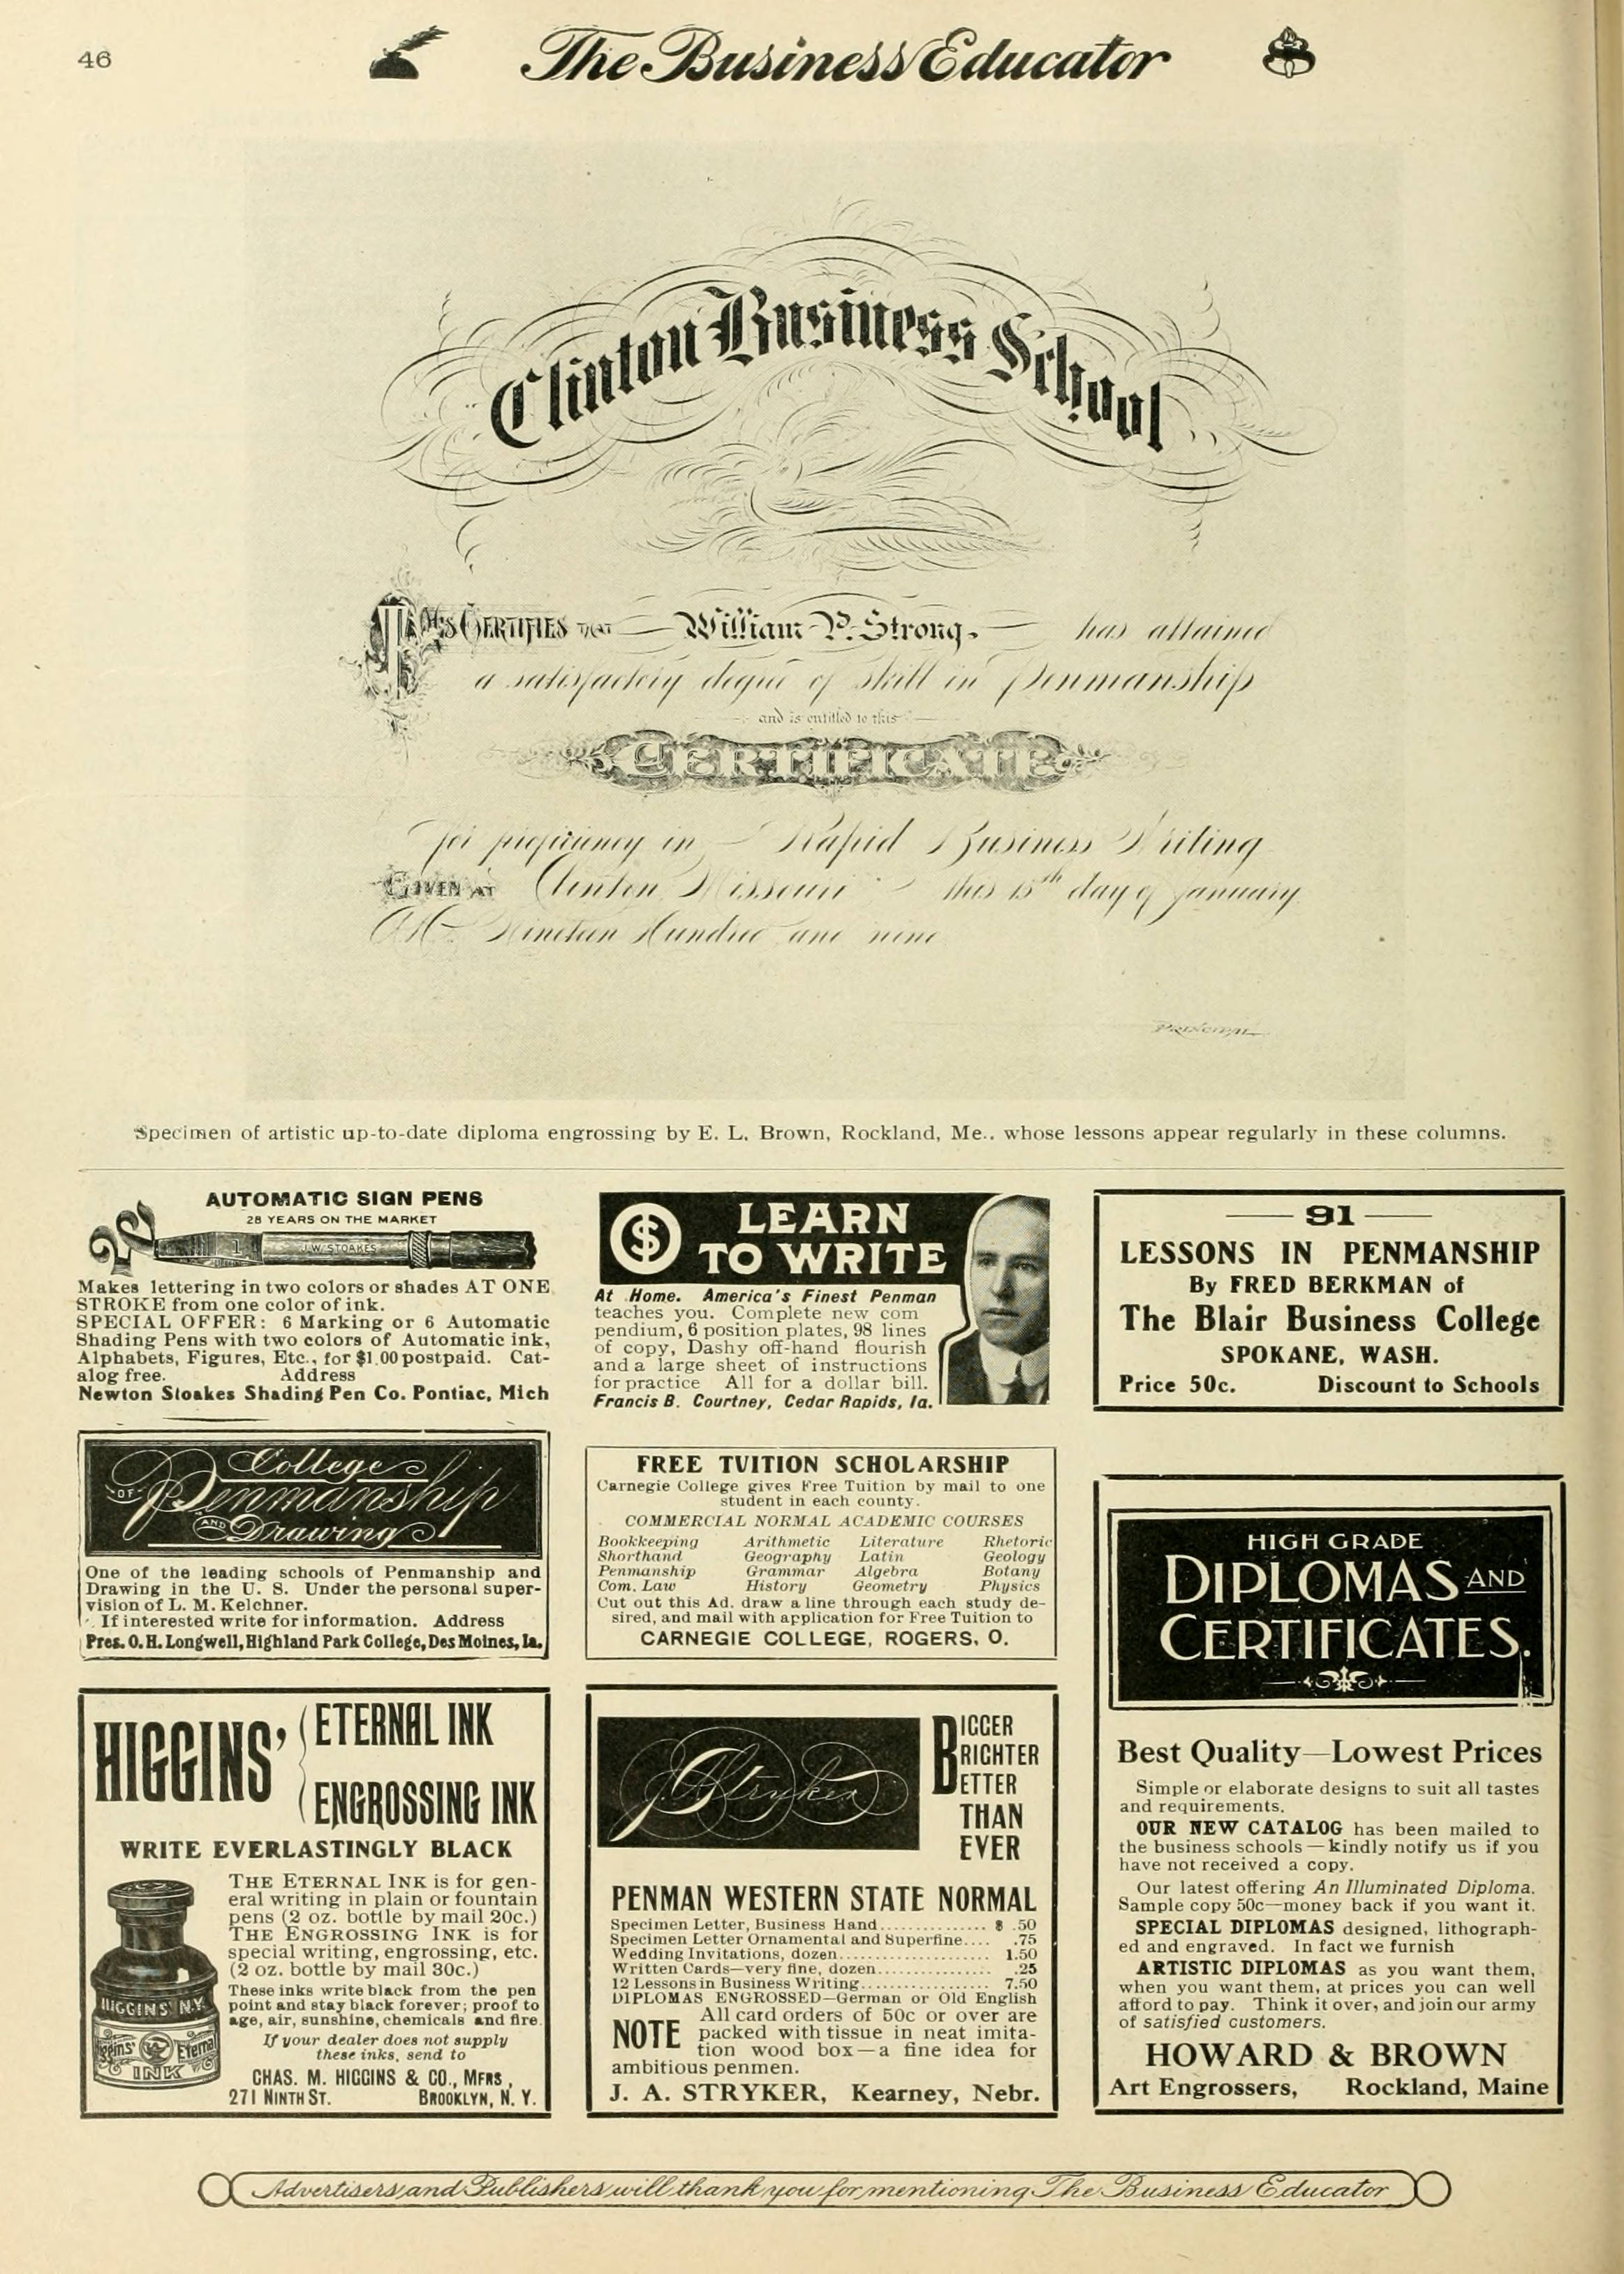 46
The Business Educator
Clinton Business School
This Certifies that William P. Strong, has attained
a satisfactory degree of skill in Penmanship
and is entitled to this
CERTIFICATE
for proficiency in Rapid Business Writing
GIVEN AT Clinton, Missouri this 15th day of January
A.D. Nineteen Hundred and nine
PRINCIPAL
Specimen of artistic up-to-date diploma engrossing by E. L. Brown, Rockland, Me.. whose lessons appear regularly in these columns.
AUTOMATIC SIGN PENS
28 YEARS ON THE MARKET
1 J.W. STOAKES
Makes lettering in two colors or shades AT ONE
STROKE from one color of ink.
SPECIAL OFFER: 6 Marking or 6 Automatic
Shading Pens with two colors of Automatic ink,
Alphabets, Figures, Etc., for $1.00 postpaid. Cat-
alog free. Address
Newton Stoakes Shading Pen Co. Pontiac, Mich
College
OF Penmanship
AND Drawing
One of the leading schools of Penmanship and
Drawing in the U. S. Under the personal super-
vision of L. M. Kelchner.
If interested write for information. Address
Pres. O. H. Longwell, Highland Park College, Des Moines, Ia.
HIGGINS' ETERNAL INK
ENGROSSING INK
WRITE EVERLASTINGLY BLACK
THE ETERNAL INK is for gen-
eral writing in plain or fountain
pens (2 oz. bottle by mail 20c.)
THE ENGROSSING INK is for
special writing, engrossing, etc.
(2 oz. bottle by mail 30c.)
These inks write black from the pen
point and stay black forever; proof to
age, air, sunshine, chemicals and fire.
If your dealer does not supply
these inks, send to
CHAS. M. HIGGINS & CO., MFRS,
271 NINTH ST. BROOKLYN, N. Y.
HIGGINS' N.Y.
Higgins' Eternal
INK
$ LEARN
TO WRITE
At Home. America's Finest Penman
teaches you. Complete new com
pendium, 6 position plates, 98 lines
of copy, Dashy off-hand flourish
and a large sheet of instructions
for practice All for a dollar bill.
Francis B. Courtney, Cedar Rapids, Ia.
FREE TVITION SCHOLARSHIP
Carnegie College gives Free Tuition by mail to one
student in each county.
COMMERCIAL NORMAL ACADEMIC COURSES
Bookkeeping Arithmetic Literature Rhetoric
Shorthand Geography Latin Geology
Penmanship Grammar Algebra Botany
Com. Law History Geometry Physics
Cut out this Ad. draw a line through each study de-
sired, and mail with application for Free Tuition to
CARNEGIE COLLEGE, ROGERS, O.
J. A. Stryker
BIGGER
BRIGHTER
BETTER
THAN
EVER
PENMAN WESTERN STATE NORMAL
Specimen Letter, Business Hand............... $ .50
Specimen Letter Ornamental and Superfine.... .75
Wedding Invitations, dozen...................... 1.50
Written Cards—very fine, dozen................. .25
12 Lessons in Business Writing................... 7.50
DIPLOMAS ENGROSSED—German or Old English
NOTE All card orders of 50c or over are
packed with tissue in neat imita-
tion wood box—a fine idea for
ambitious penmen.
J. A. STRYKER, Kearney, Nebr.
91
LESSONS IN PENMANSHIP
By FRED BERKMAN of
The Blair Business College
SPOKANE, WASH.
Price 50c. Discount to Schools
HIGH GRADE
DIPLOMAS AND
CERTIFICATES.
Best Quality—Lowest Prices
Simple or elaborate designs to suit all tastes
and requirements.
OUR NEW CATALOG has been mailed to
the business schools—kindly notify us if you
have not received a copy.
Our latest offering An Illuminated Diploma.
Sample copy 50c—money back if you want it.
SPECIAL DIPLOMAS designed, lithograph-
ed and engraved. In fact we furnish
ARTISTIC DIPLOMAS as you want them,
when you want them, at prices you can well
afford to pay. Think it over, and join our army
of satisfied customers.
HOWARD & BROWN
Art Engrossers, Rockland, Maine
Advertisers and Publishers will thank you for mentioning The Business Educator